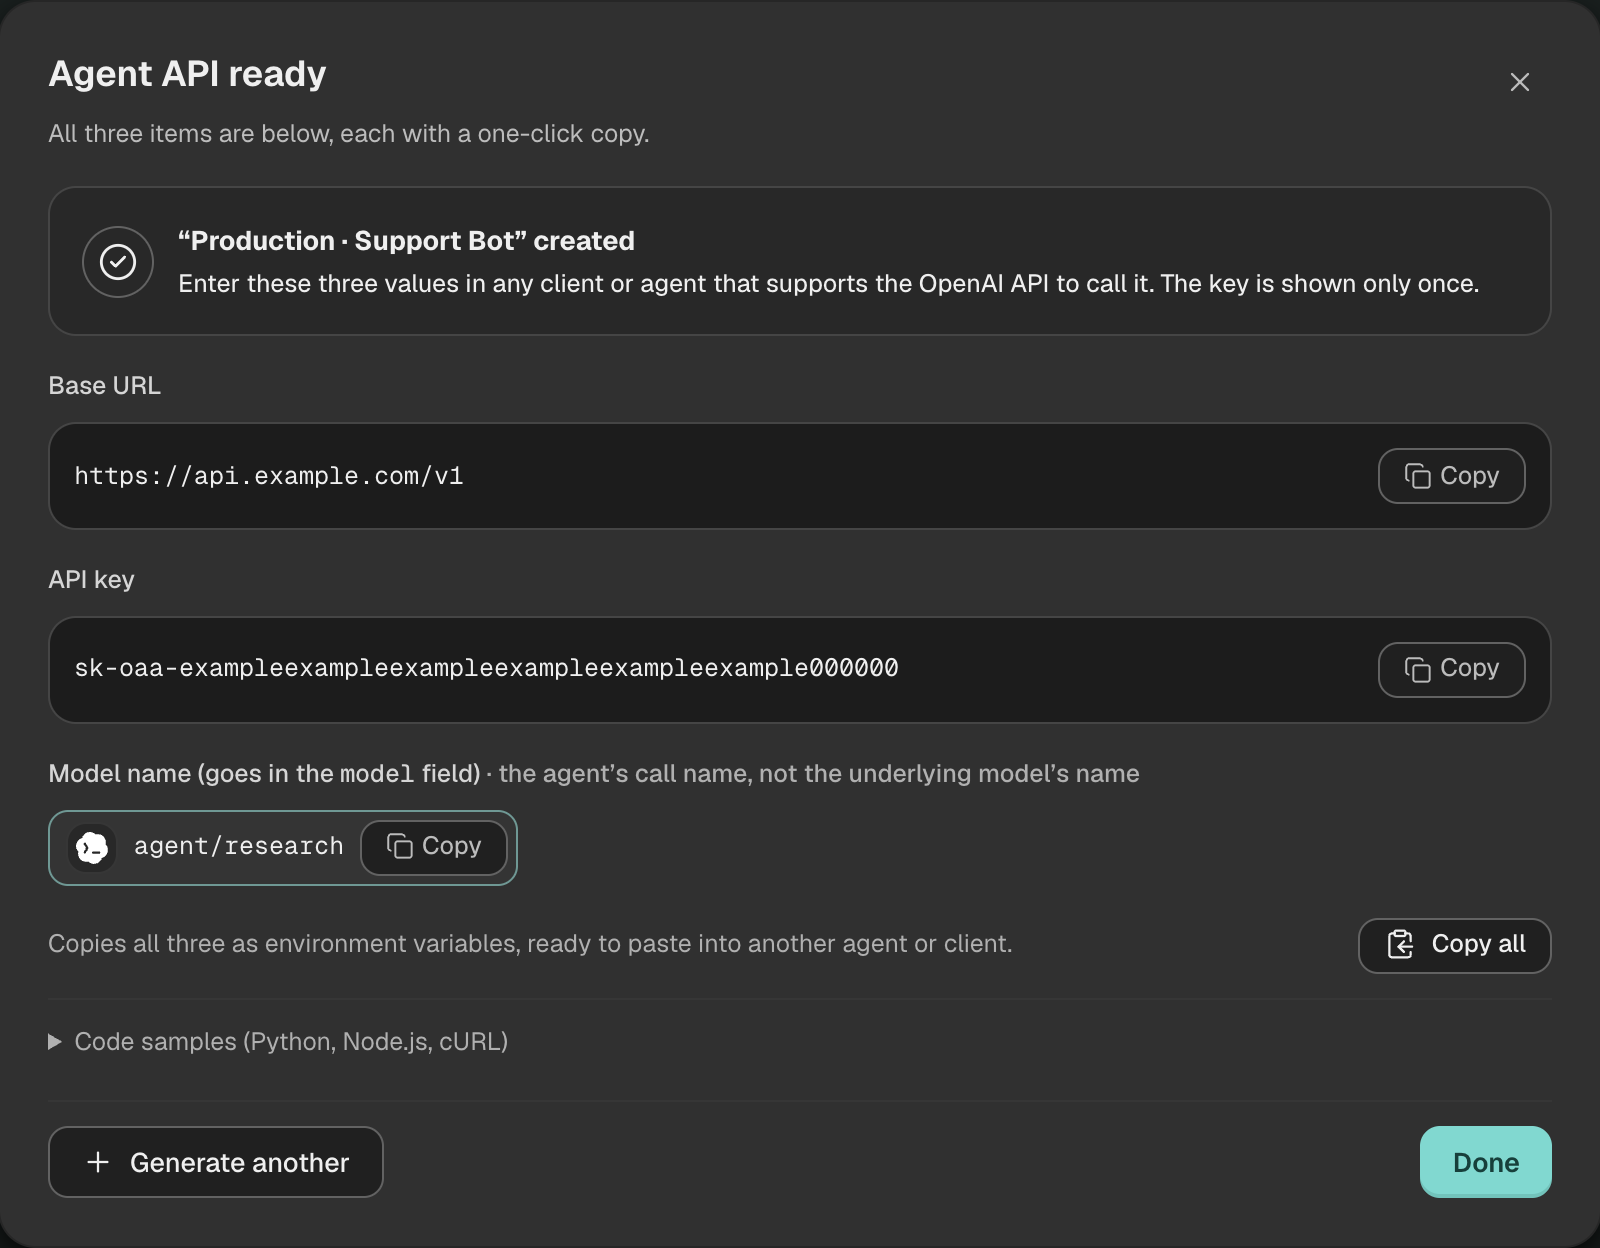 Agent API ready
All three items are below, each with a one-click copy.
“Production · Support Bot” created
Enter these three values in any client or agent that supports the OpenAI API to call it. The key is shown only once.
Base URL
https://api.example.com/v1
Copy
API key
sk-oaa-exampleexampleexampleexampleexampleexample000000
Copy
Model name (goes in the model field) · the agent’s call name, not the underlying model’s name
agent/research
Copy
Copies all three as environment variables, ready to paste into another agent or client.
Copy all
Code samples (Python, Node.js, cURL)
Generate another
Done